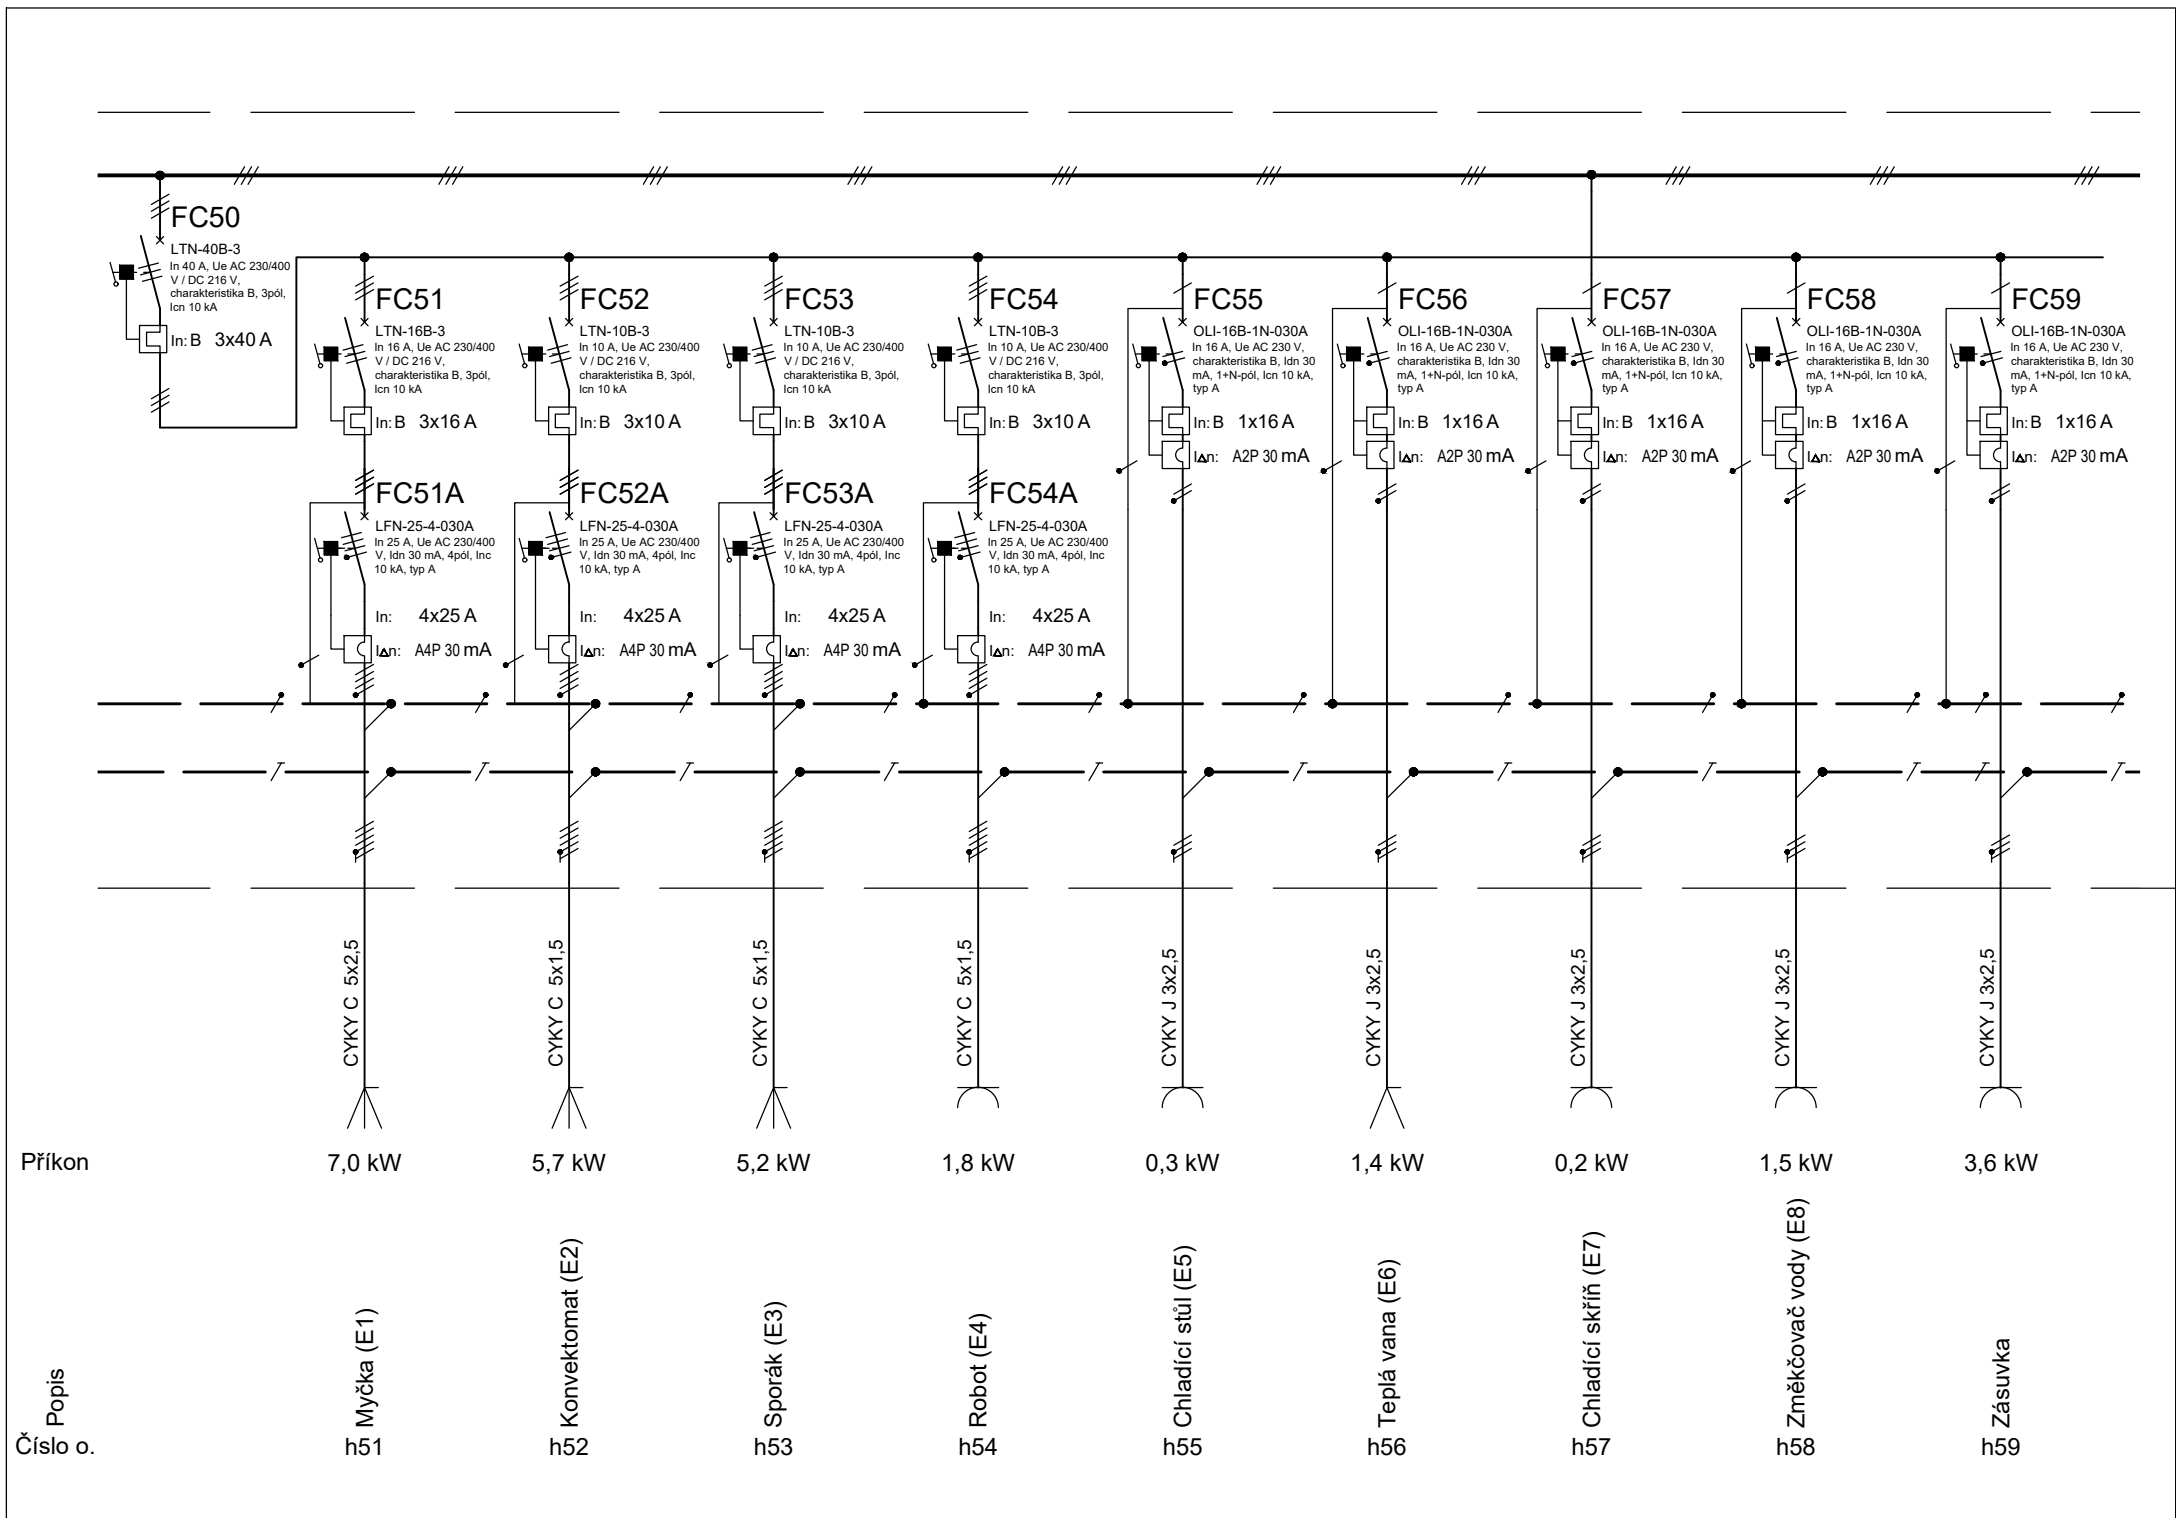 FC50
LTN-40B-3
In 40 A, Ue AC 230/400
V / DC 216 V,
charakteristika B, 3pól,
Icn 10 kA
In: B 3x40 A
FC51
LTN-16B-3
In 16 A, Ue AC 230/400
V / DC 216 V,
charakteristika B, 3pól,
Icn 10 kA
In: B 3x16 A
FC52
LTN-10B-3
In 10 A, Ue AC 230/400
V / DC 216 V,
charakteristika B, 3pól,
Icn 10 kA
In: B 3x10 A
FC53
LTN-10B-3
In 10 A, Ue AC 230/400
V / DC 216 V,
charakteristika B, 3pól,
Icn 10 kA
In: B 3x10 A
FC54
LTN-10B-3
In 10 A, Ue AC 230/400
V / DC 216 V,
charakteristika B, 3pól,
Icn 10 kA
In: B 3x10 A
FC55
OLI-16B-1N-030A
In 16 A, Ue AC 230 V,
charakteristika B, Idn 30
mA, 1+N-pól, Icn 10 kA,
typ A
In: B 1x16 A
IΔn: A2P 30 mA
FC56
OLI-16B-1N-030A
In 16 A, Ue AC 230 V,
charakteristika B, Idn 30
mA, 1+N-pól, Icn 10 kA,
typ A
In: B 1x16 A
IΔn: A2P 30 mA
FC57
OLI-16B-1N-030A
In 16 A, Ue AC 230 V,
charakteristika B, Idn 30
mA, 1+N-pól, Icn 10 kA,
typ A
In: B 1x16 A
IΔn: A2P 30 mA
FC58
OLI-16B-1N-030A
In 16 A, Ue AC 230 V,
charakteristika B, Idn 30
mA, 1+N-pól, Icn 10 kA,
typ A
In: B 1x16 A
IΔn: A2P 30 mA
FC59
OLI-16B-1N-030A
In 16 A, Ue AC 230 V,
charakteristika B, Idn 30
mA, 1+N-pól, Icn 10 kA,
typ A
In: B 1x16 A
IΔn: A2P 30 mA
FC51A
LFN-25-4-030A
In 25 A, Ue AC 230/400
V, Idn 30 mA, 4pól, Inc
10 kA, typ A
In: 4x25 A
IΔn: A4P 30 mA
FC52A
LFN-25-4-030A
In 25 A, Ue AC 230/400
V, Idn 30 mA, 4pól, Inc
10 kA, typ A
In: 4x25 A
IΔn: A4P 30 mA
FC53A
LFN-25-4-030A
In 25 A, Ue AC 230/400
V, Idn 30 mA, 4pól, Inc
10 kA, typ A
In: 4x25 A
IΔn: A4P 30 mA
FC54A
LFN-25-4-030A
In 25 A, Ue AC 230/400
V, Idn 30 mA, 4pól, Inc
10 kA, typ A
In: 4x25 A
IΔn: A4P 30 mA
CYKY C 5x2,5
CYKY C 5x1,5
CYKY C 5x1,5
CYKY C 5x1,5
CYKY J 3x2,5
CYKY J 3x2,5
CYKY J 3x2,5
CYKY J 3x2,5
CYKY J 3x2,5
Příkon 7,0 kW 5,7 kW 5,2 kW 1,8 kW 0,3 kW 1,4 kW 0,2 kW 1,5 kW 3,6 kW
Popis
Myčka (E1)
Konvektomat (E2)
Sporák (E3)
Robot (E4)
Chladící stůl (E5)
Teplá vana (E6)
Chladící skříň (E7)
Změkčovač vody (E8)
Zásuvka
Číslo o. h51 h52 h53 h54 h55 h56 h57 h58 h59